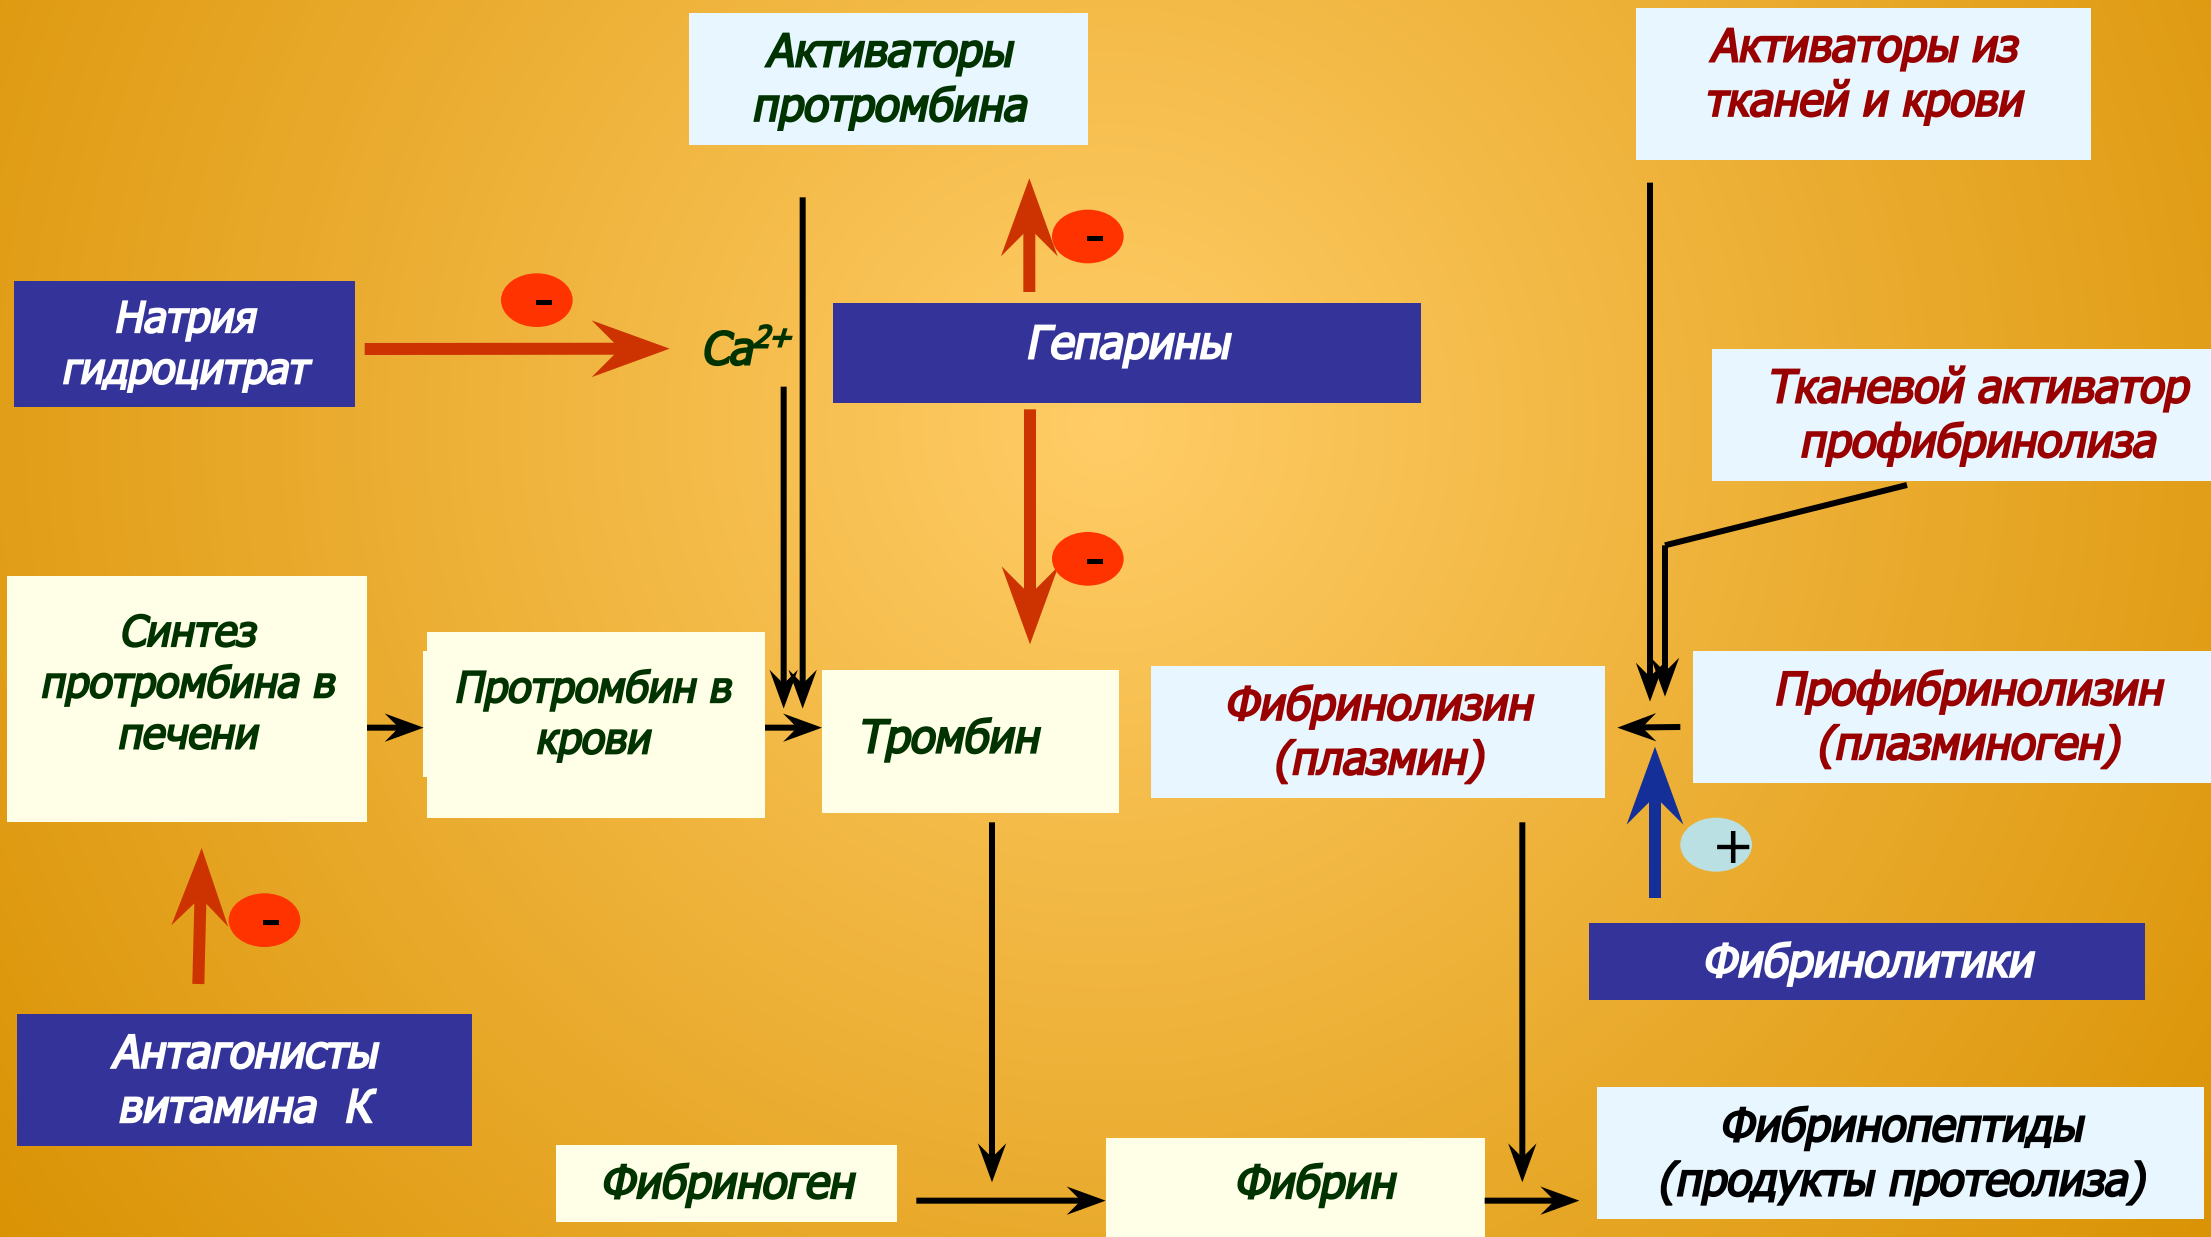 Активаторы
протромбина
Активаторы из
тканей и крови
-
Натрия
гидроцитрат
-
Ca²⁺
Гепарины
Тканевой активатор
профибринолиза
-
Синтез
протромбина в
печени
Протромбин в
крови
Тромбин
Фибринолизин
(плазмин)
Профибринолизин
(плазминоген)
+
-
Фибринолитики
Антагонисты
витамина К
Фибриноген
Фибрин
Фибринопептиды
(продукты протеолиза)